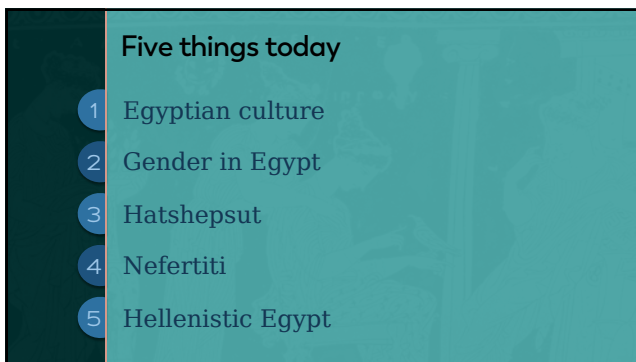 Five things today
1 Egyptian culture
2 Gender in Egypt
3 Hatshepsut
4 Nefertiti
5 Hellenistic Egypt